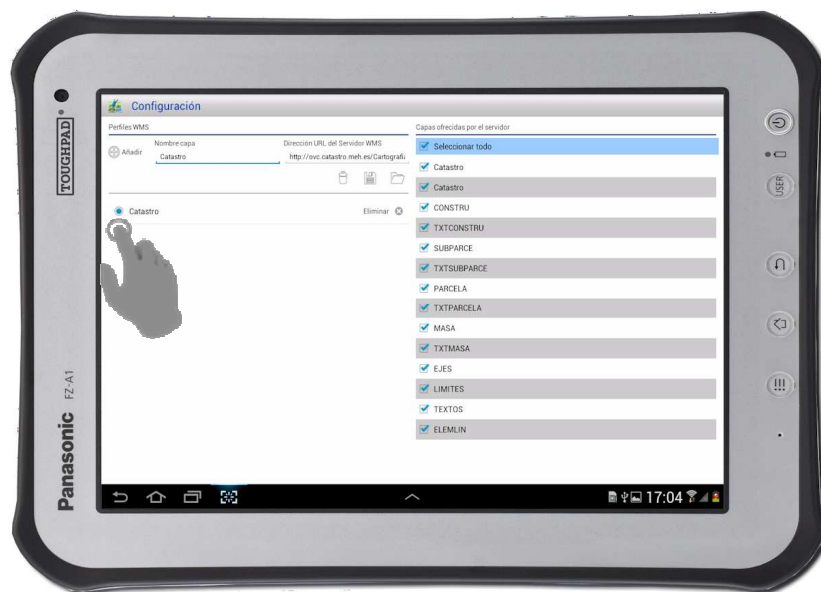 Configuración
Perfiles WMS
Añadir
Nombre capa
Catastro
Dirección URL del Servidor WMS
http://ovc.catastro.meh.es/Cartografí
Catastro
Eliminar
Capas ofrecidas por el servidor
Seleccionar todo
Catastro
Catastro
CONSTRU
TXTCONSTRU
SUBPARCE
TXTSUBPARCE
PARCELA
TXTPARCELA
MASA
TXTMASA
EJES
LIMITES
TEXTOS
ELEMLIN
17:04
TOUGHPAD
Panasonic FZ-A1
USER